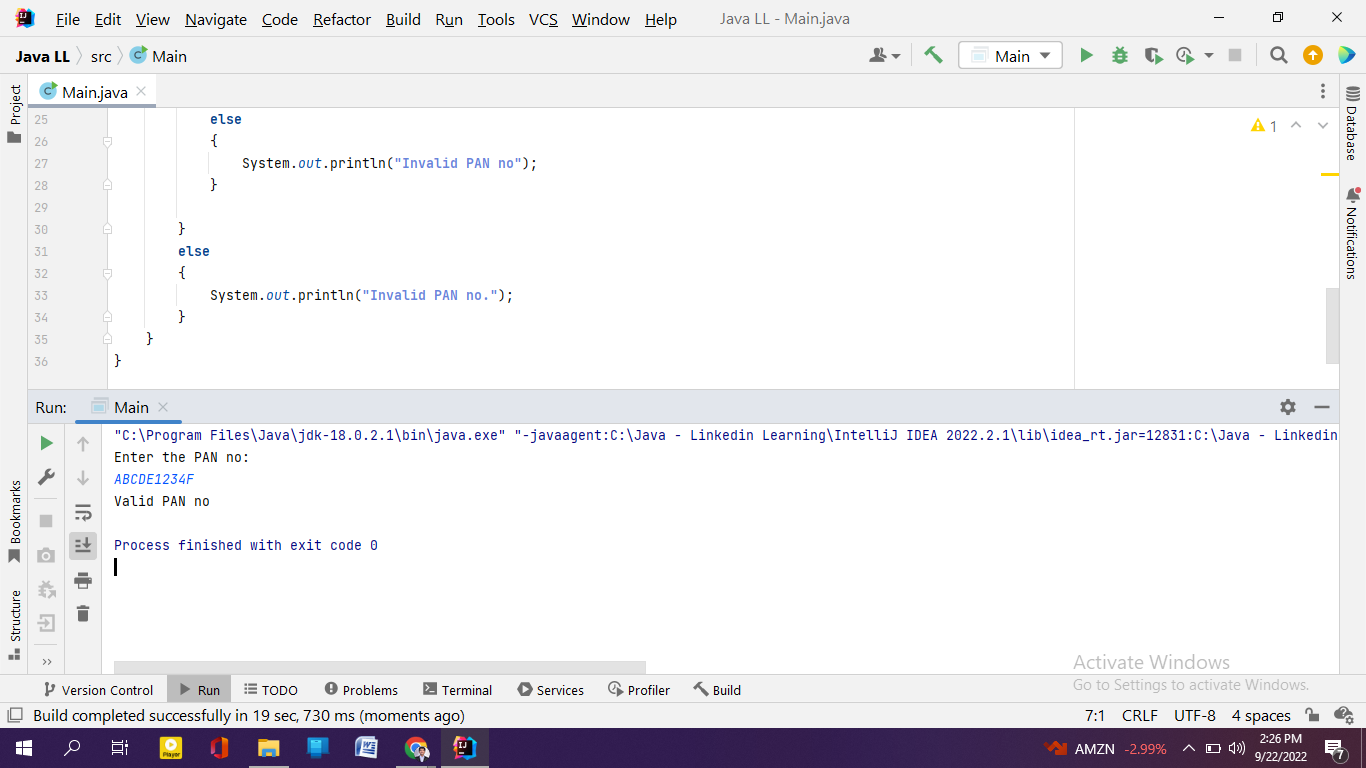 File Edit View Navigate Code Refactor Build Run Tools VCS Window Help Java LL - Main.java
Java LL src Main Main
Main.java
Project
Bookmarks
Structure
Database
Notifications
1
25 else
26 {
27 System.out.println("Invalid PAN no");
28 }
29
30 }
31 else
32 {
33 System.out.println("Invalid PAN no.");
34 }
35 }
36 }
Run: Main
"C:\Program Files\Java\jdk-18.0.2.1\bin\java.exe" "-javaagent:C:\Java - Linkedin Learning\IntelliJ IDEA 2022.2.1\lib\idea_rt.jar=12831:C:\Java - Linkedin
Enter the PAN no:
ABCDE1234F
Valid PAN no
Process finished with exit code 0
Activate Windows
Go to Settings to activate Windows.
Version Control Run TODO Problems Terminal Services Profiler Build
Build completed successfully in 19 sec, 730 ms (moments ago) 7:1 CRLF UTF-8 4 spaces
AMZN -2.99% 2:26 PM
9/22/2022
7